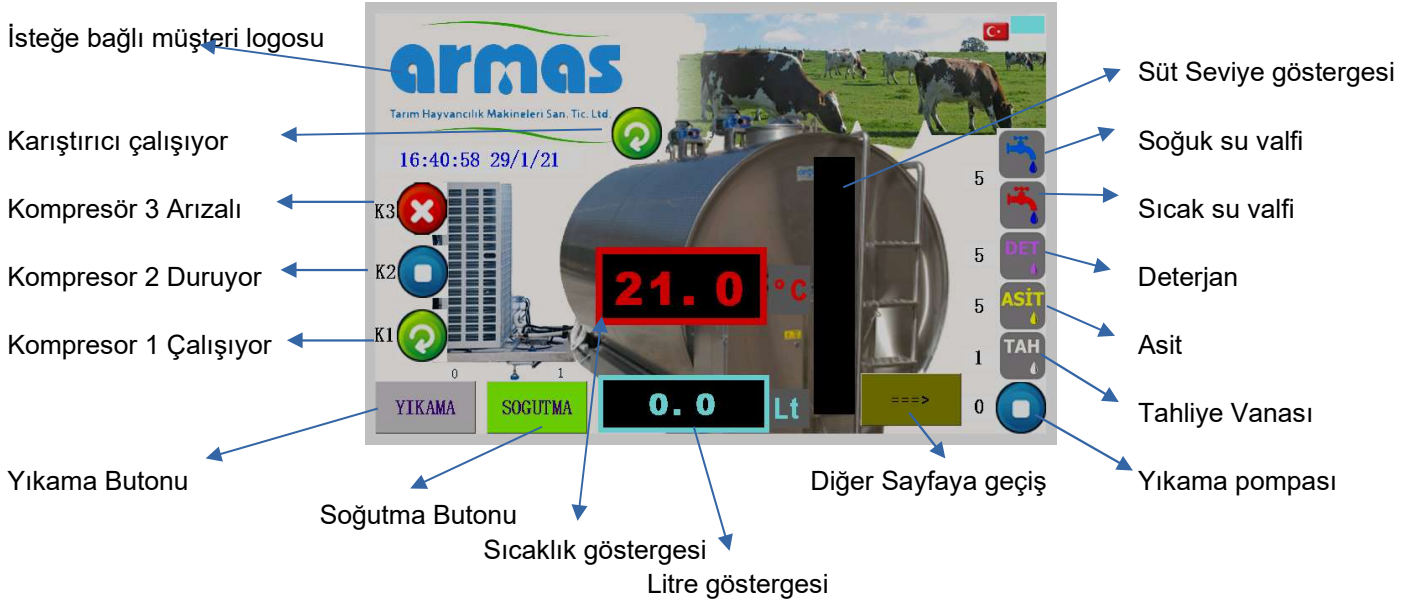 İsteğe bağlı müşteri logosu
armas
Tarım Hayvancılık Makineleri San. Tic. Ltd.
Süt Seviye göstergesi
Karıştırıcı çalışıyor
16:40:58 29/1/21
Soğuk su valfi
5
Kompresör 3 Arızalı
K3
Sıcak su valfi
Kompresor 2 Duruyor
K2
21.0 °C
5
DET
Deterjan
5
ASİT
Kompresor 1 Çalışıyor
K1
Asit
1
TAH
0 1
YIKAMA
SOGUTMA
0.0 Lt
===>
0
Tahliye Vanası
Yıkama Butonu
Diğer Sayfaya geçiş
Yıkama pompası
Soğutma Butonu
Sıcaklık göstergesi
Litre göstergesi